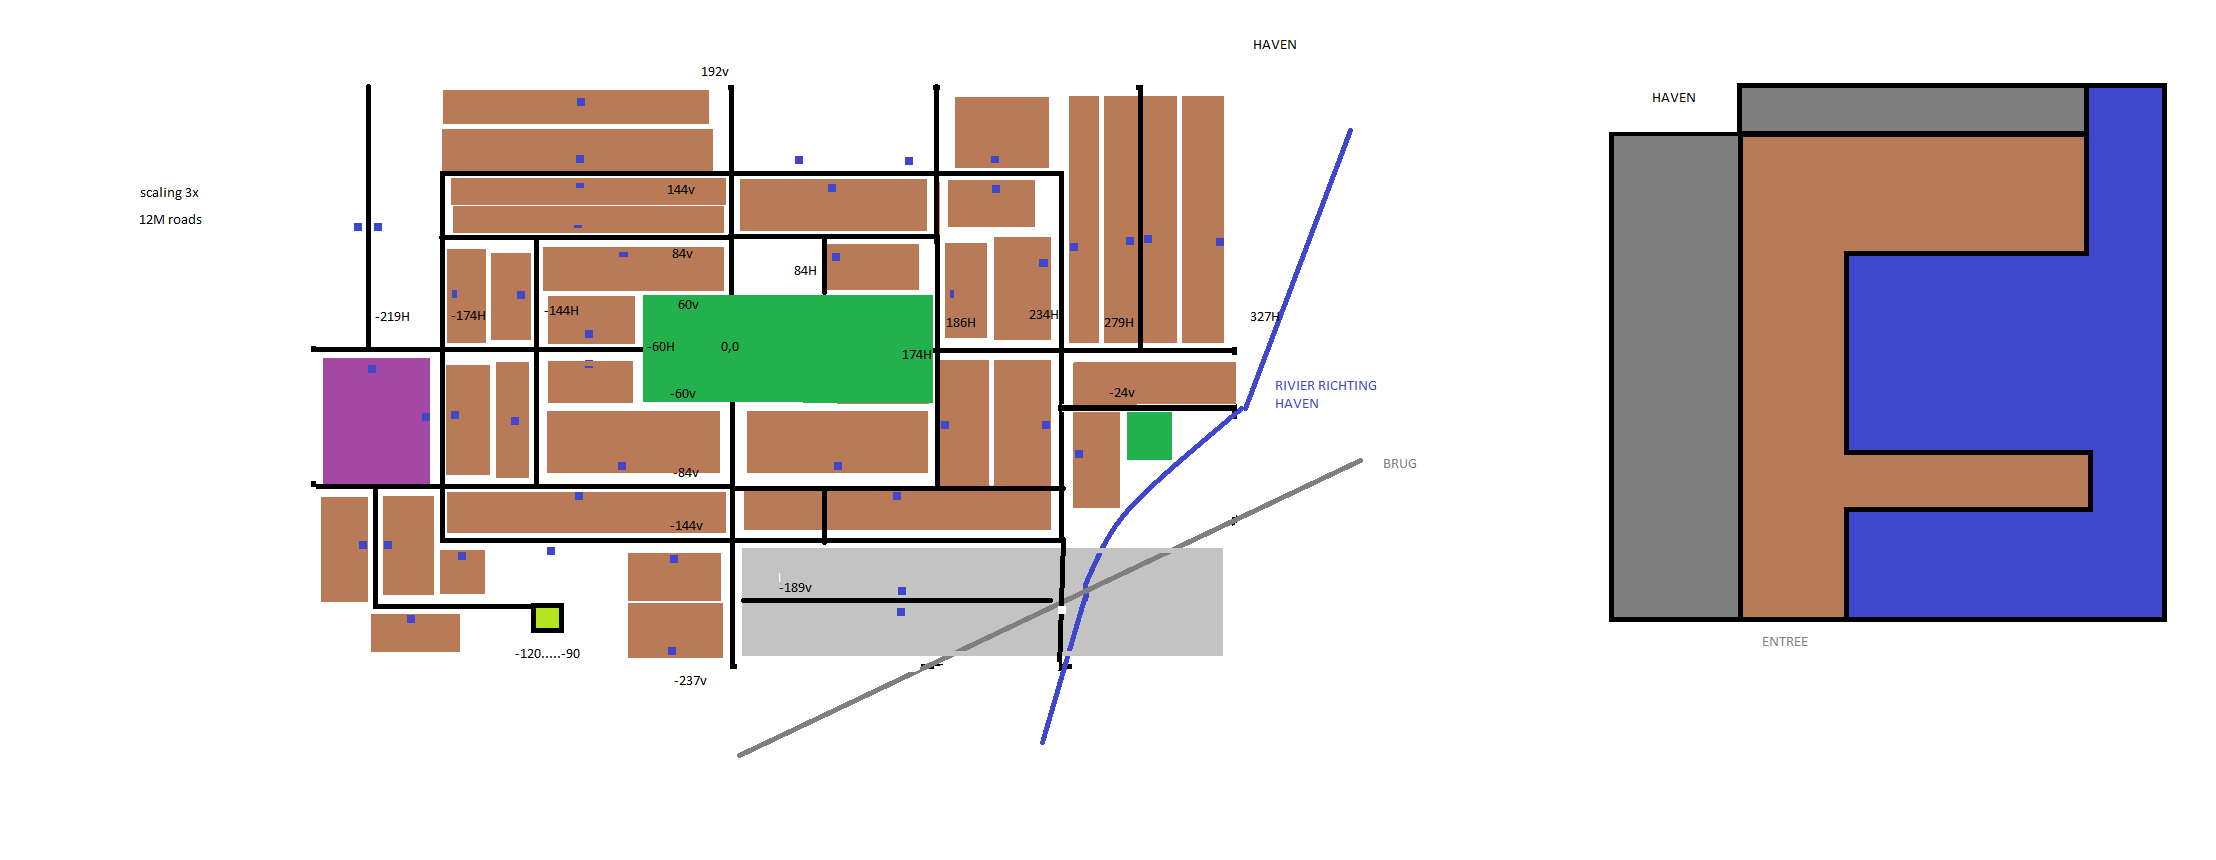 HAVEN
192v
HAVEN
scaling 3x
144v
12M roads
84v
84H
60v
-219H
-174H
-144H
186H
234H
279H
327H
-60H
0,0
174H
RIVIER RICHTING
HAVEN
-60v
-24v
BRUG
-84v
-144v
-189v
ENTREE
-120.....-90
-237v